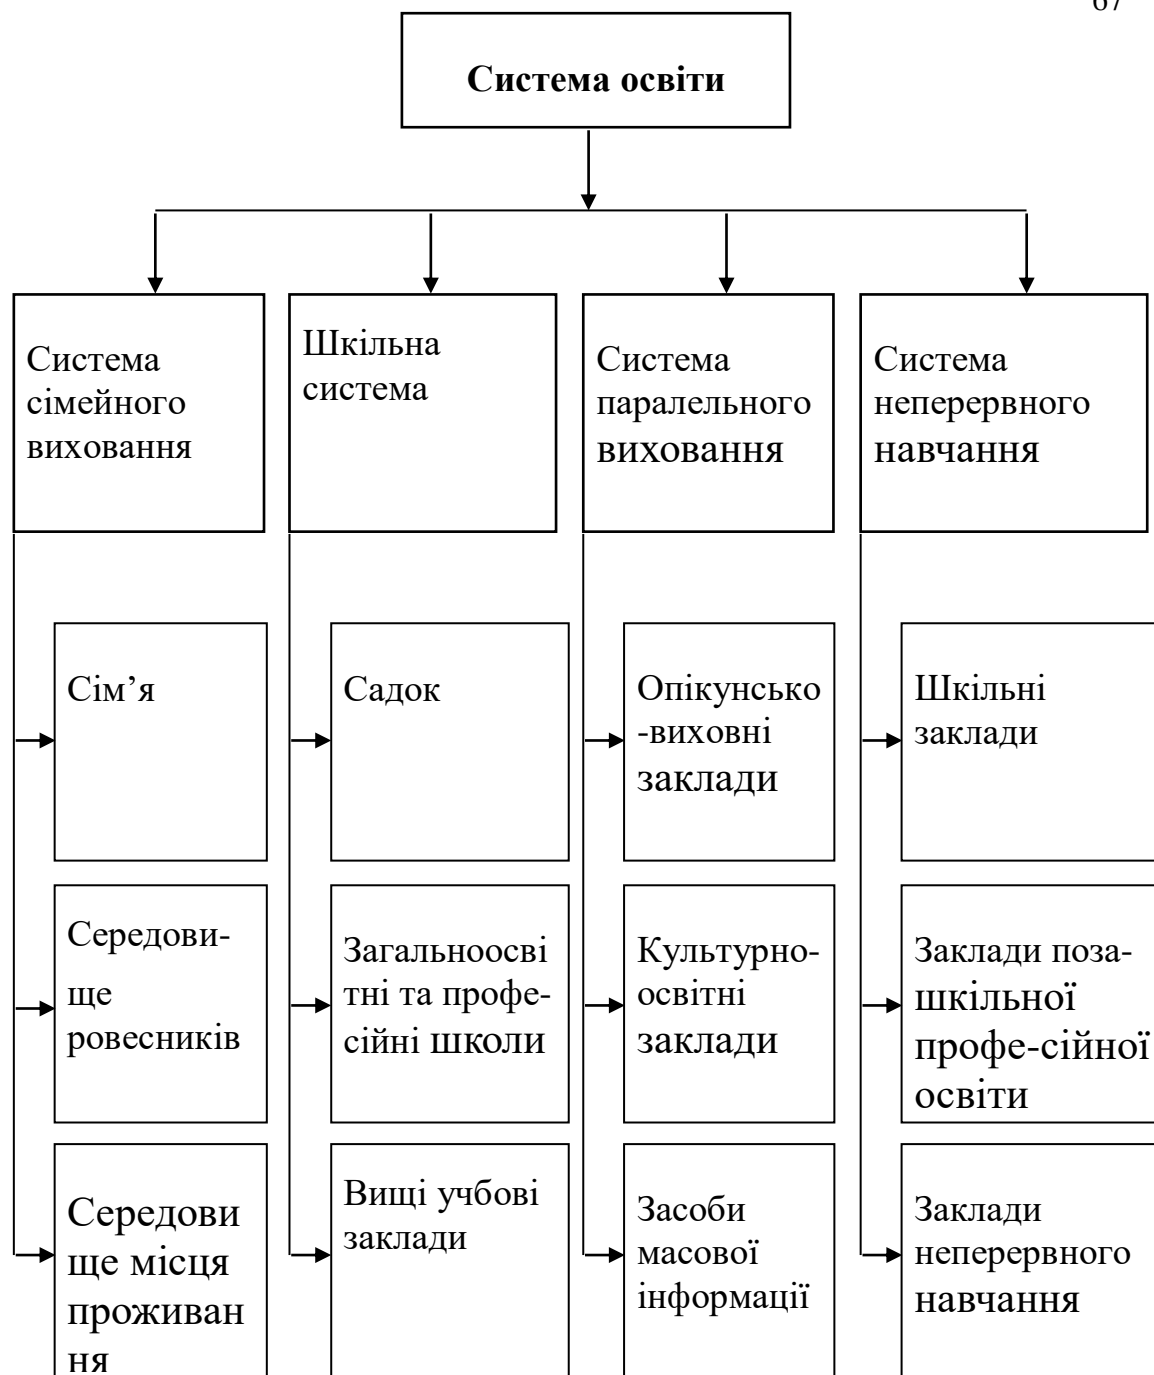 67
Система освіти
Система
сімейного
виховання
Шкільна
система
Система
паралельного
виховання
Система
неперервного
навчання
Сім’я
Садок
Опікунсько
-виховні
заклади
Шкільні
заклади
Середови-
ще
ровесників
Загальноосві
тні та профе-
сійні школи
Культурно-
освітні
заклади
Заклади поза-
шкільної
профе-сійної
освіти
Середови
ще місця
проживан
ня
Вищі учбові
заклади
Засоби
масової
інформації
Заклади
неперервного
навчання